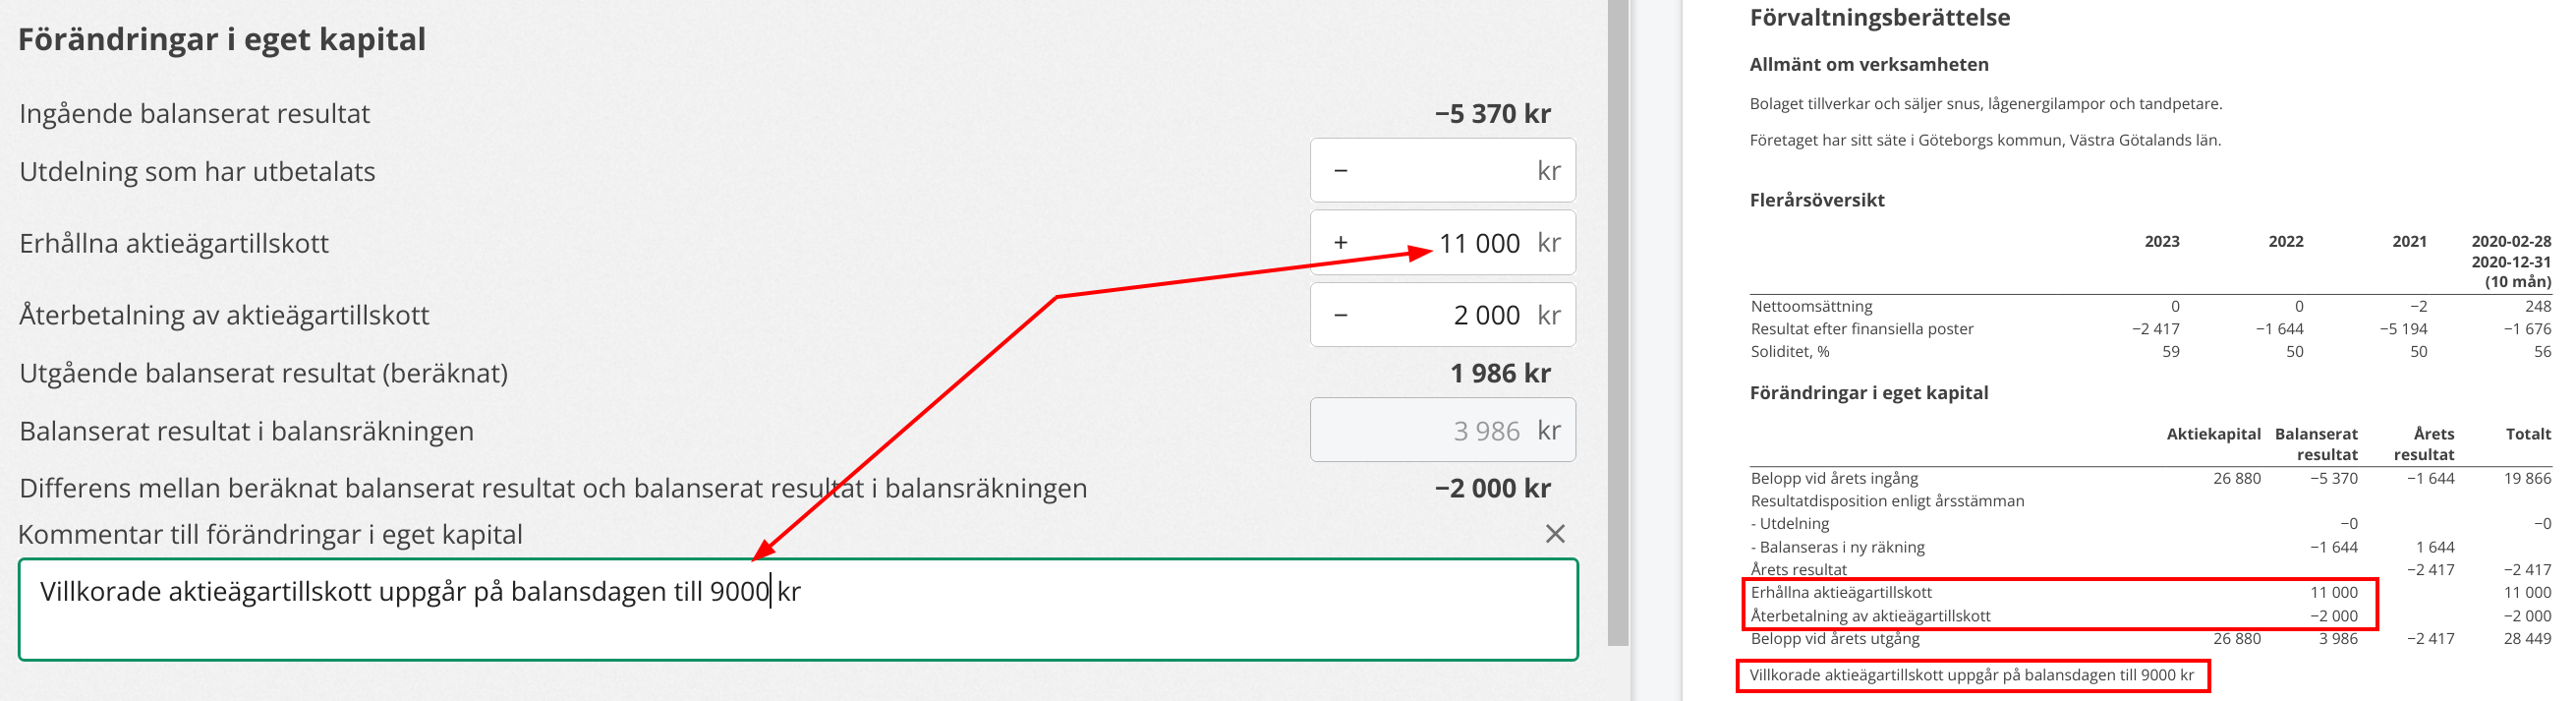 Förändringar i eget kapital
Ingående balanserat resultat −5 370 kr
Utdelning som har utbetalats − kr
Erhållna aktieägartillskott + 11 000 kr
Återbetalning av aktieägartillskott − 2 000 kr
Utgående balanserat resultat (beräknat) 1 986 kr
Balanserat resultat i balansräkningen 3 986 kr
Differens mellan beräknat balanserat resultat och balanserat resultat i balansräkningen −2 000 kr
Kommentar till förändringar i eget kapital ×
Villkorade aktieägartillskott uppgår på balansdagen till 9000 kr
Förvaltningsberättelse
Allmänt om verksamheten
Bolaget tillverkar och säljer snus, lågenergilampor och tandpetare.
Företaget har sitt säte i Göteborgs kommun, Västra Götalands län.
Flerårsöversikt
2023 2022 2021 2020-02-28
2020-12-31
(10 mån)
Nettoomsättning 0 0 −2 248
Resultat efter finansiella poster −2 417 −1 644 −5 194 −1 676
Soliditet, % 59 50 50 56
Förändringar i eget kapital
Aktiekapital Balanserat Årets Totalt
resultat resultat
Belopp vid årets ingång 26 880 −5 370 −1 644 19 866
Resultatdisposition enligt årsstämman
- Utdelning −0 −0
- Balanseras i ny räkning −1 644 1 644
Årets resultat −2 417 −2 417
Erhållna aktieägartillskott 11 000 11 000
Återbetalning av aktieägartillskott −2 000 −2 000
Belopp vid årets utgång 26 880 3 986 −2 417 28 449
Villkorade aktieägartillskott uppgår på balansdagen till 9000 kr